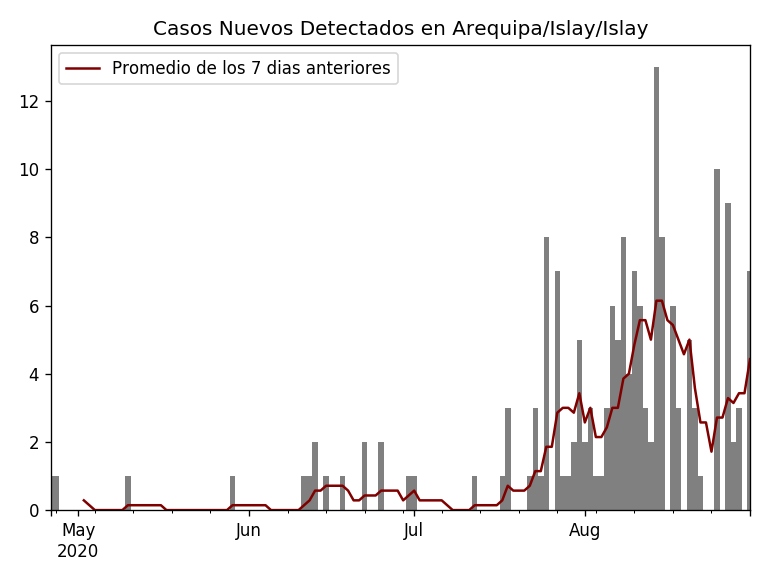 Casos Nuevos Detectados en Arequipa/Islay/Islay
Promedio de los 7 dias anteriores
12
10
8
6
4
2
0
May Jun Jul Aug
2020